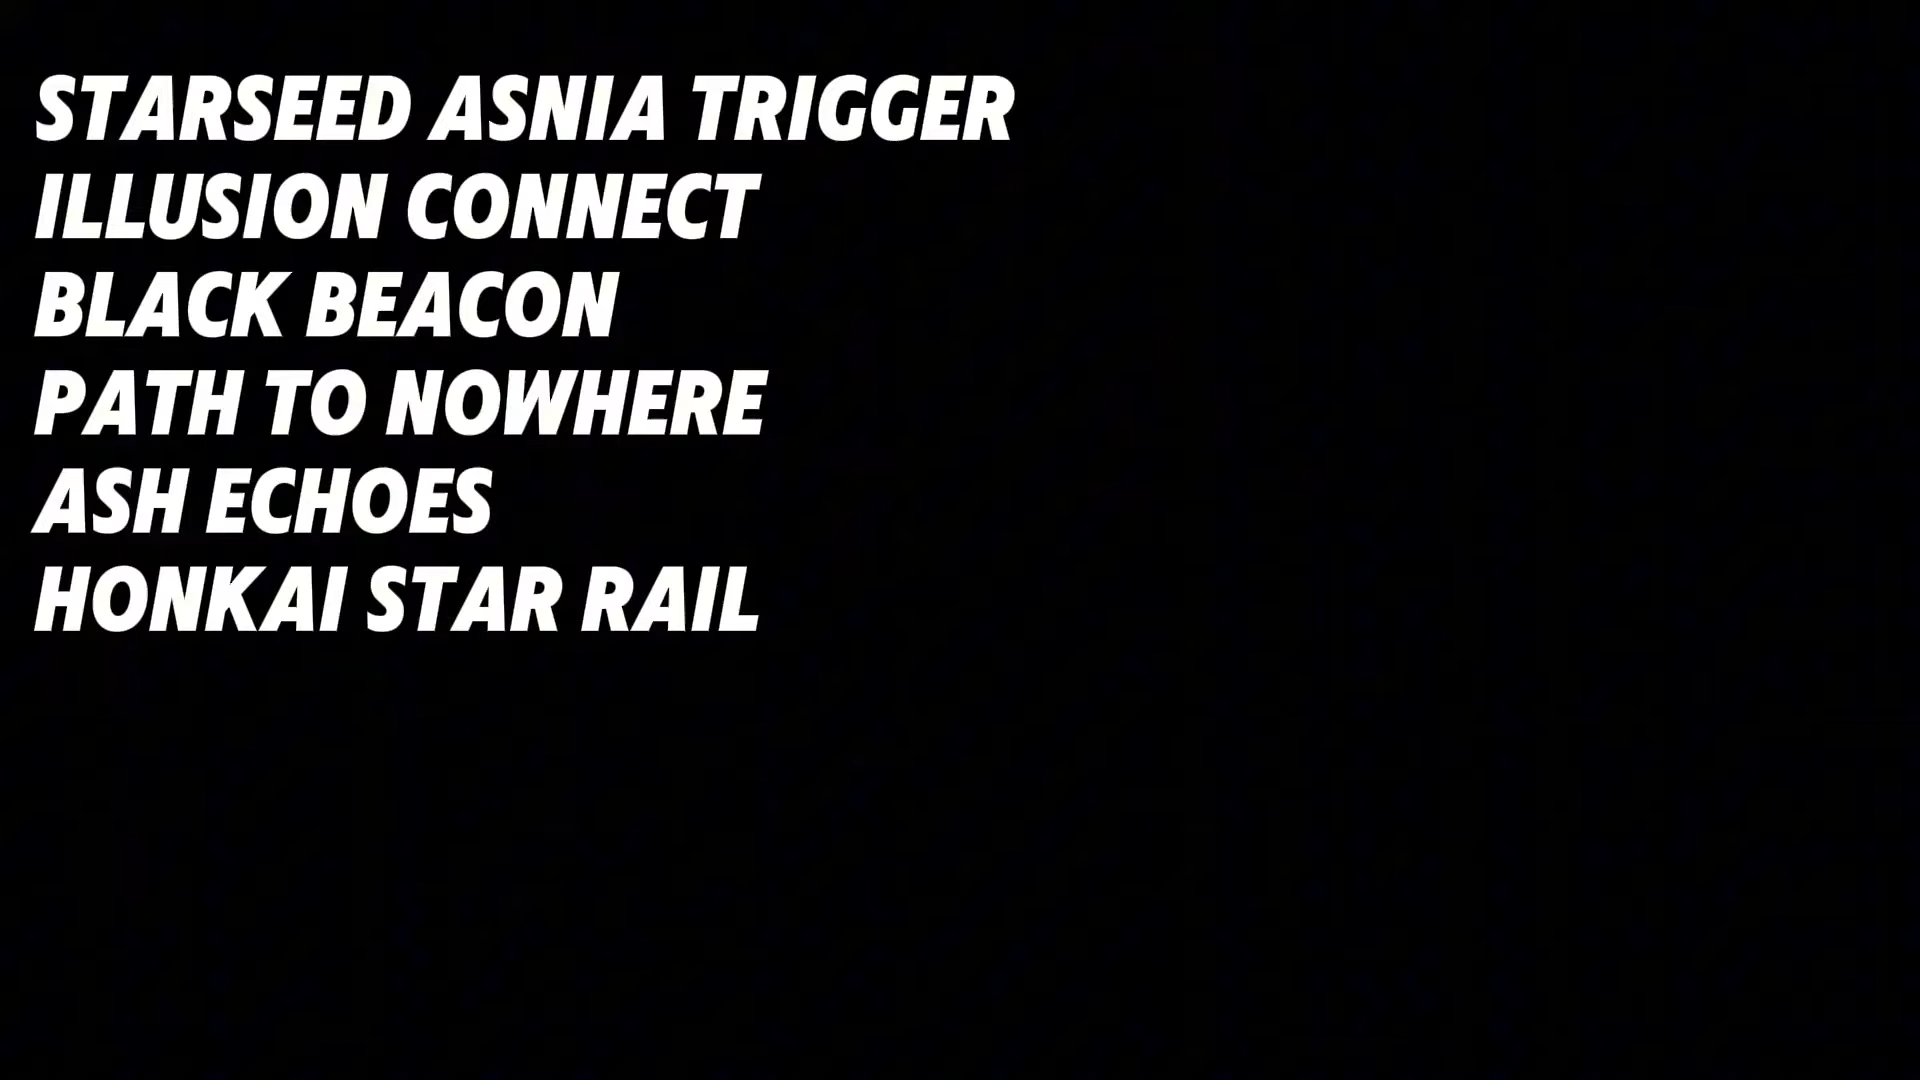 STARSEED ASNIA TRIGGER
ILLUSION CONNECT
BLACK BEACON
PATH TO NOWHERE
ASH ECHOES
HONKAI STAR RAIL